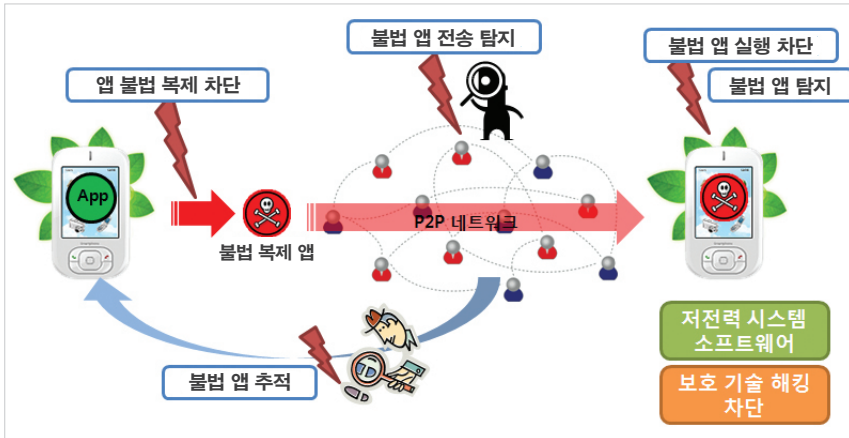 불법 앱 전송 탐지
불법 앱 실행 차단
불법 앱 탐지
앱 불법 복제 차단
App
불법 복제 앱
P2P 네트워크
불법 앱 추적
저전력 시스템
소프트웨어
보호 기술 해킹
차단